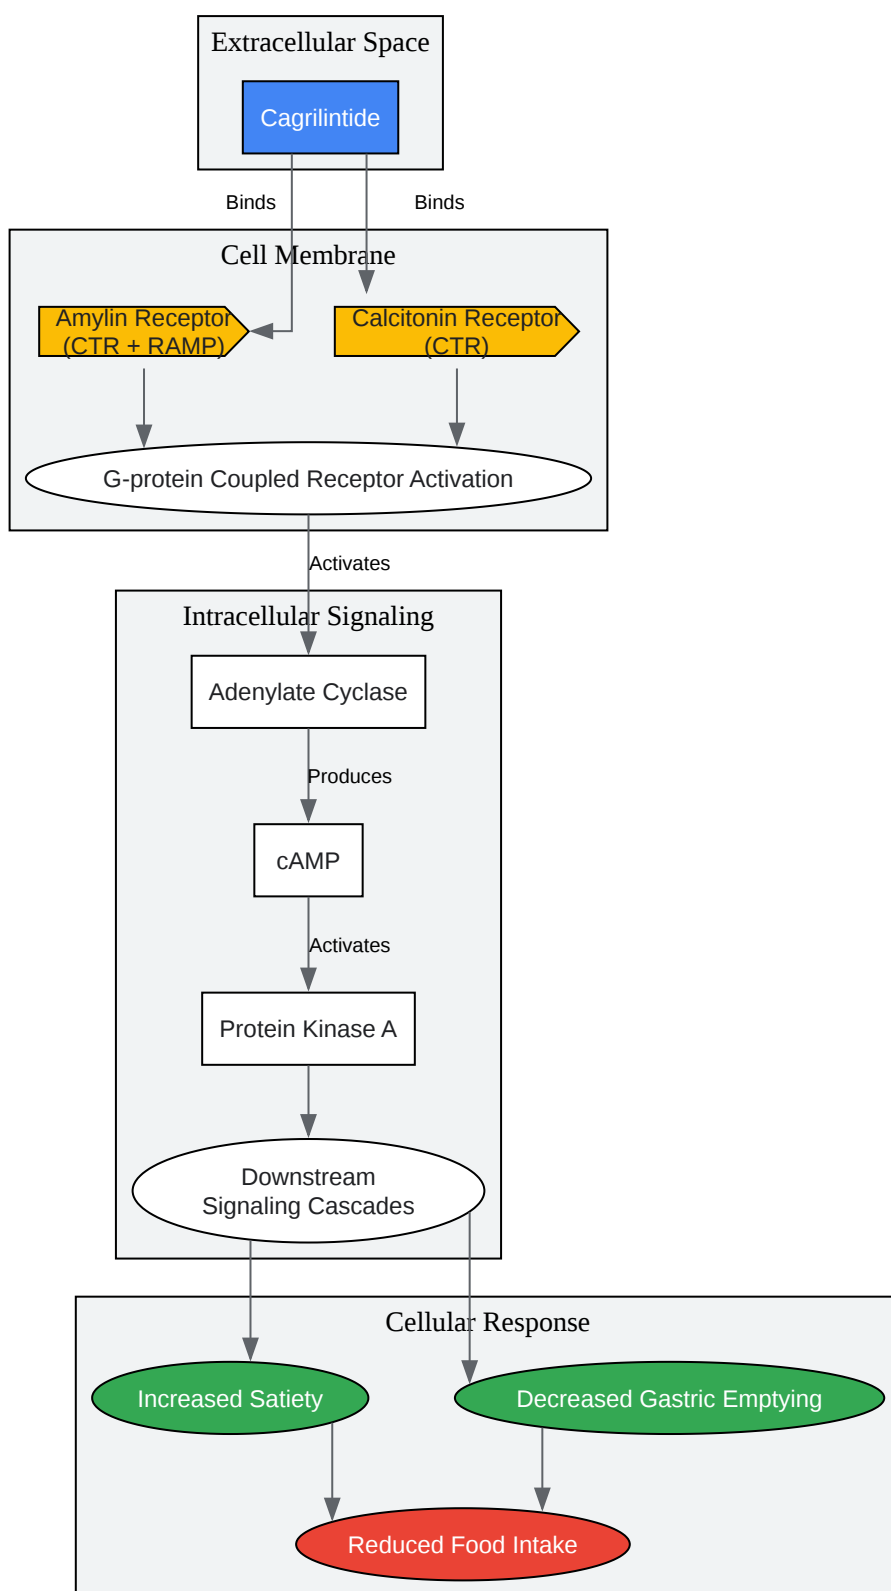 Extracellular Space
Cagrilintide
Binds
Binds
Cell Membrane
Amylin Receptor
(CTR + RAMP)
Calcitonin Receptor
(CTR)
G-protein Coupled Receptor Activation
Activates
Intracellular Signaling
Adenylate Cyclase
Produces
cAMP
Activates
Protein Kinase A
Downstream
Signaling Cascades
Cellular Response
Increased Satiety
Decreased Gastric Emptying
Reduced Food Intake